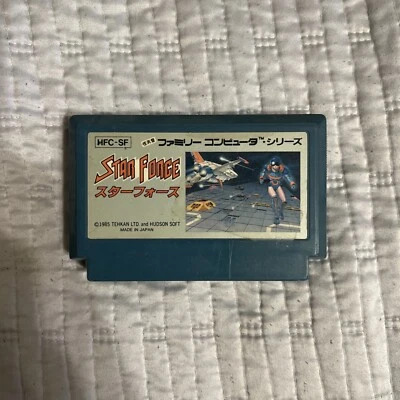 HFC-SF
ファミリー コンピュータ™シリーズ
STAR FORCE
スターフォース
©1985 TEHKAN LTD. and HUDSON SOFT
MADE IN JAPAN